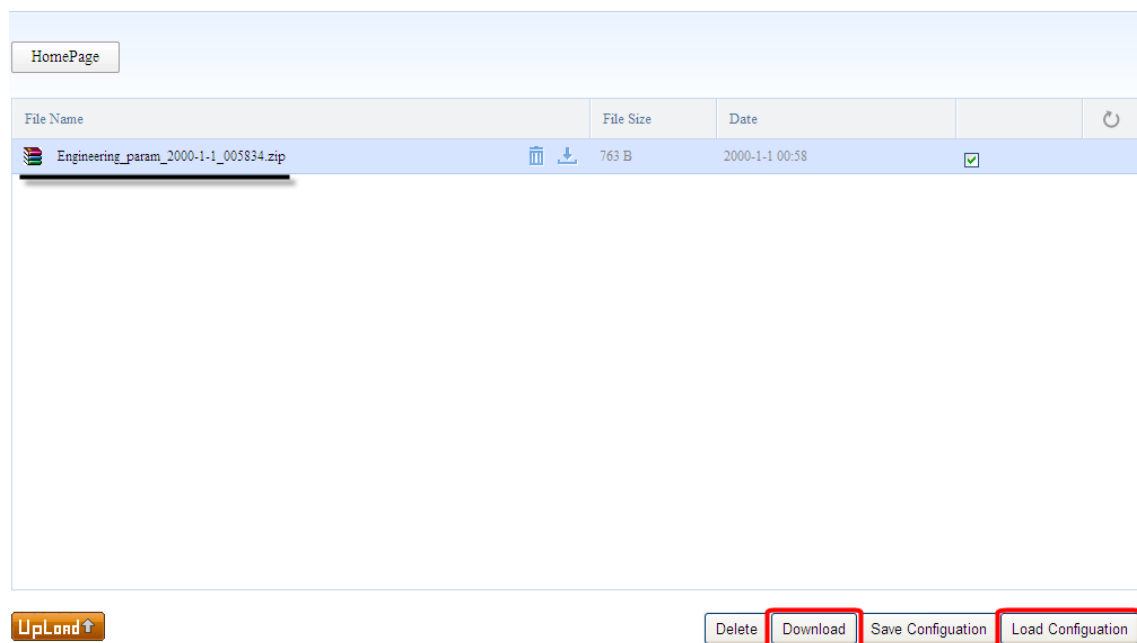 HomePage
File Name File Size Date
Engineering_param_2000-1-1_005834.zip 763 B 2000-1-1 00:58
UpLoad Delete Download Save Configuation Load Configuation